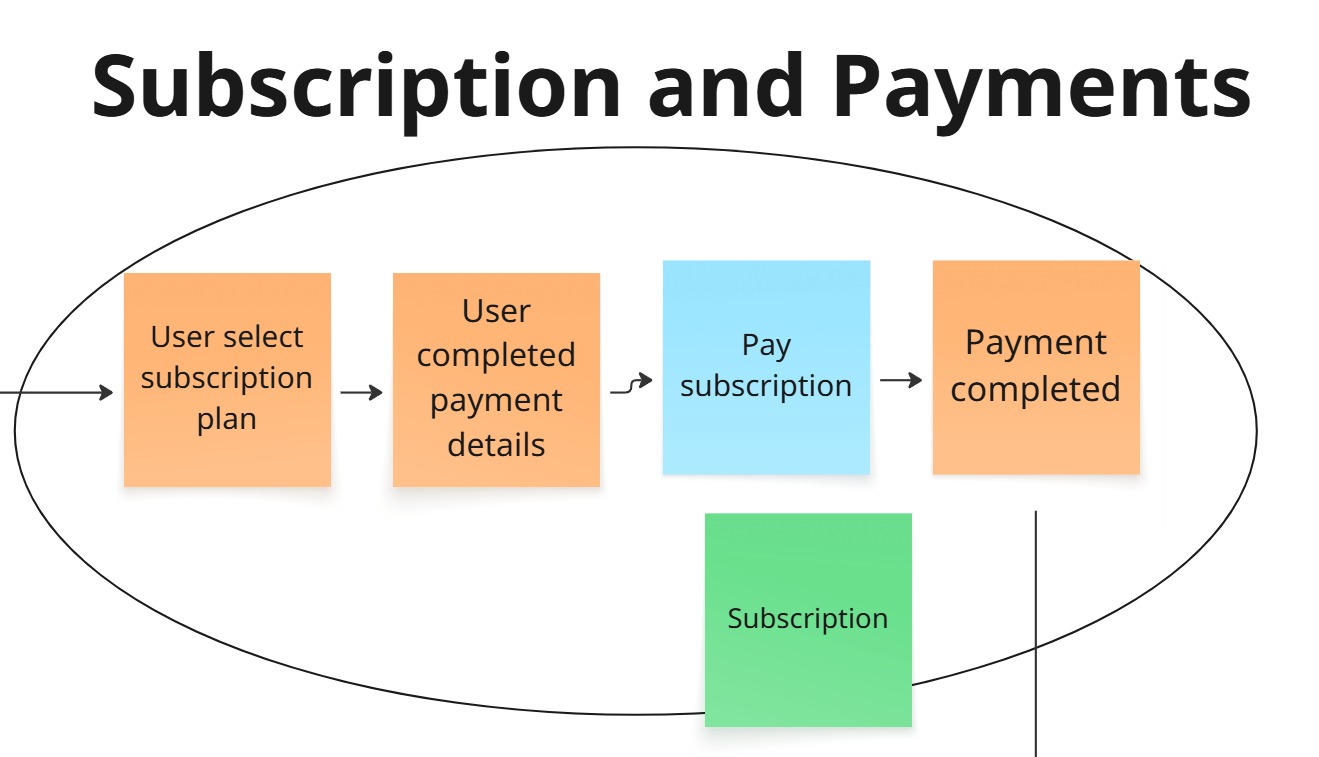 Subscription and Payments
User select
subscription
plan
User
completed
payment
details
Pay
subscription
Payment
completed
Subscription